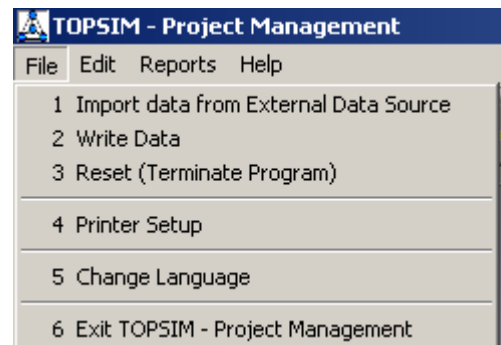 TOPSIM - Project Management
File Edit Reports Help
1 Import data from External Data Source
2 Write Data
3 Reset (Terminate Program)
4 Printer Setup
5 Change Language
6 Exit TOPSIM - Project Management